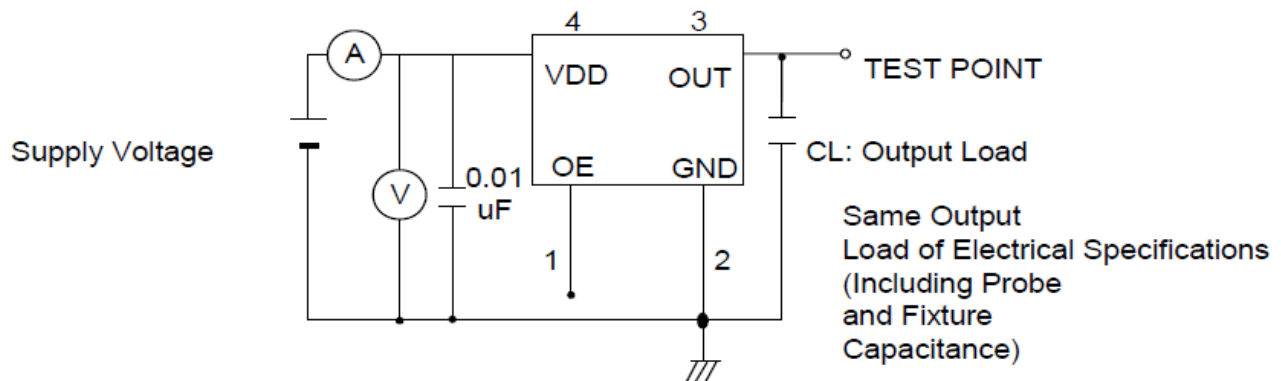 4
3
A
VDD
OUT
TEST POINT
Supply Voltage
CL: Output Load
OE
GND
V
0.01
uF
1
2
Same Output
Load of Electrical Specifications
(Including Probe
and Fixture
Capacitance)